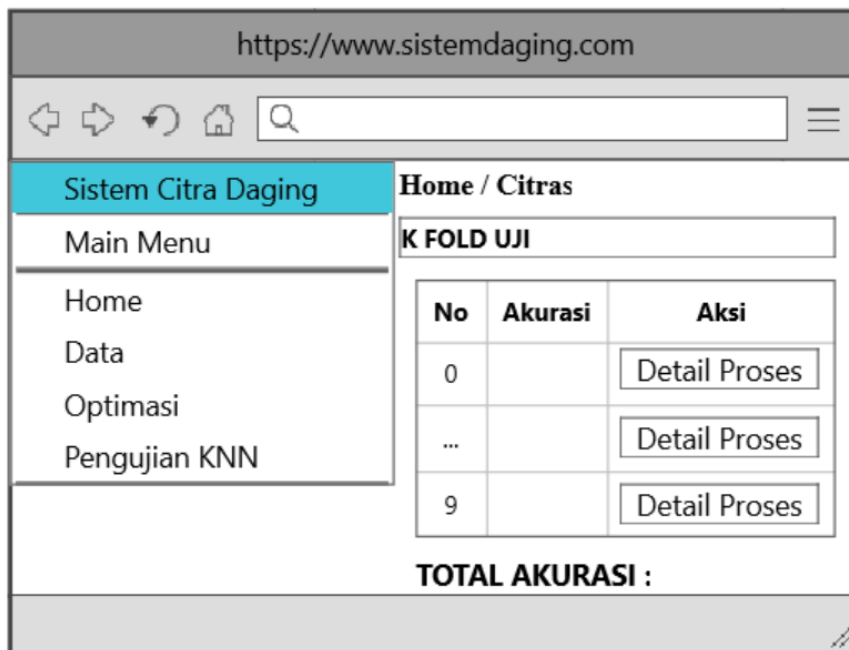 https://www.sistemdaging.com
Sistem Citra Daging
Main Menu
Home
Data
Optimasi
Pengujian KNN
Home / Citras
K FOLD UJI
No Akurasi Aksi
0 Detail Proses
... Detail Proses
9 Detail Proses
TOTAL AKURASI :